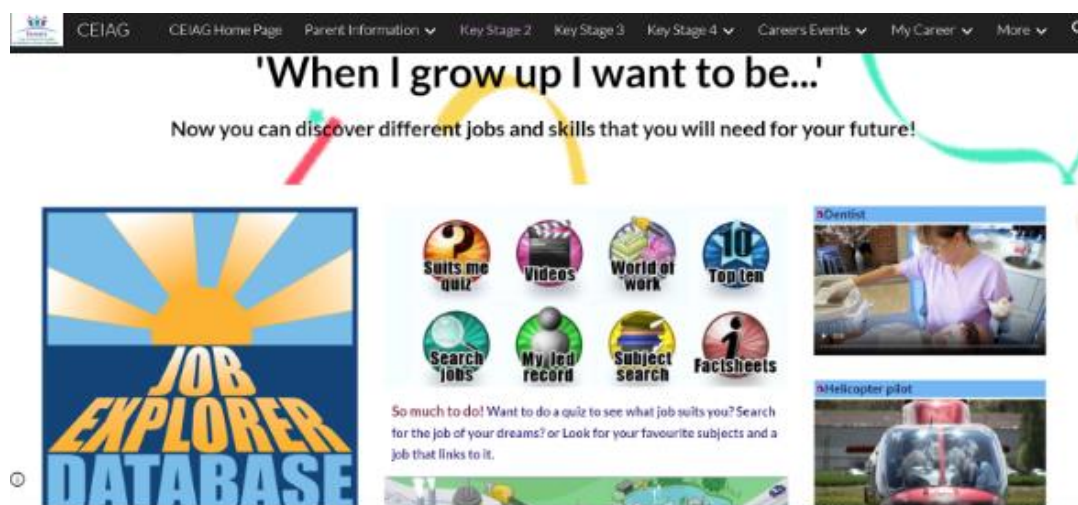 CEIAG
CEIAG Home Page
Parent Information
Key Stage 2
Key Stage 3
Key Stage 4
Careers Events
My Career
More
'When I grow up I want to be...'
Now you can discover different jobs and skills that you will need for your future!
JOB
EXPLORER
DATABASE
Suits me
quiz
Videos
World of
work
10
Top ten
Search
jobs
My Jed
record
Subject
search
Factsheets
So much to do! Want to do a quiz to see what job suits you? Search
for the job of your dreams? or Look for your favourite subjects and a
job that links to it.
Dentist
Helicopter pilot